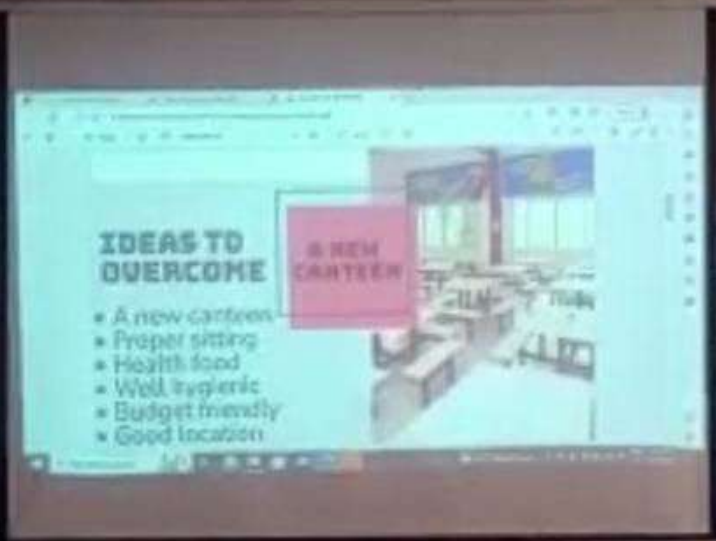 IDEAS TO
OVERCOME
A NEW
CANTEEN
• A new canteen
• Proper sitting
• Health food
• Well hygienic
• Budget friendly
• Good location